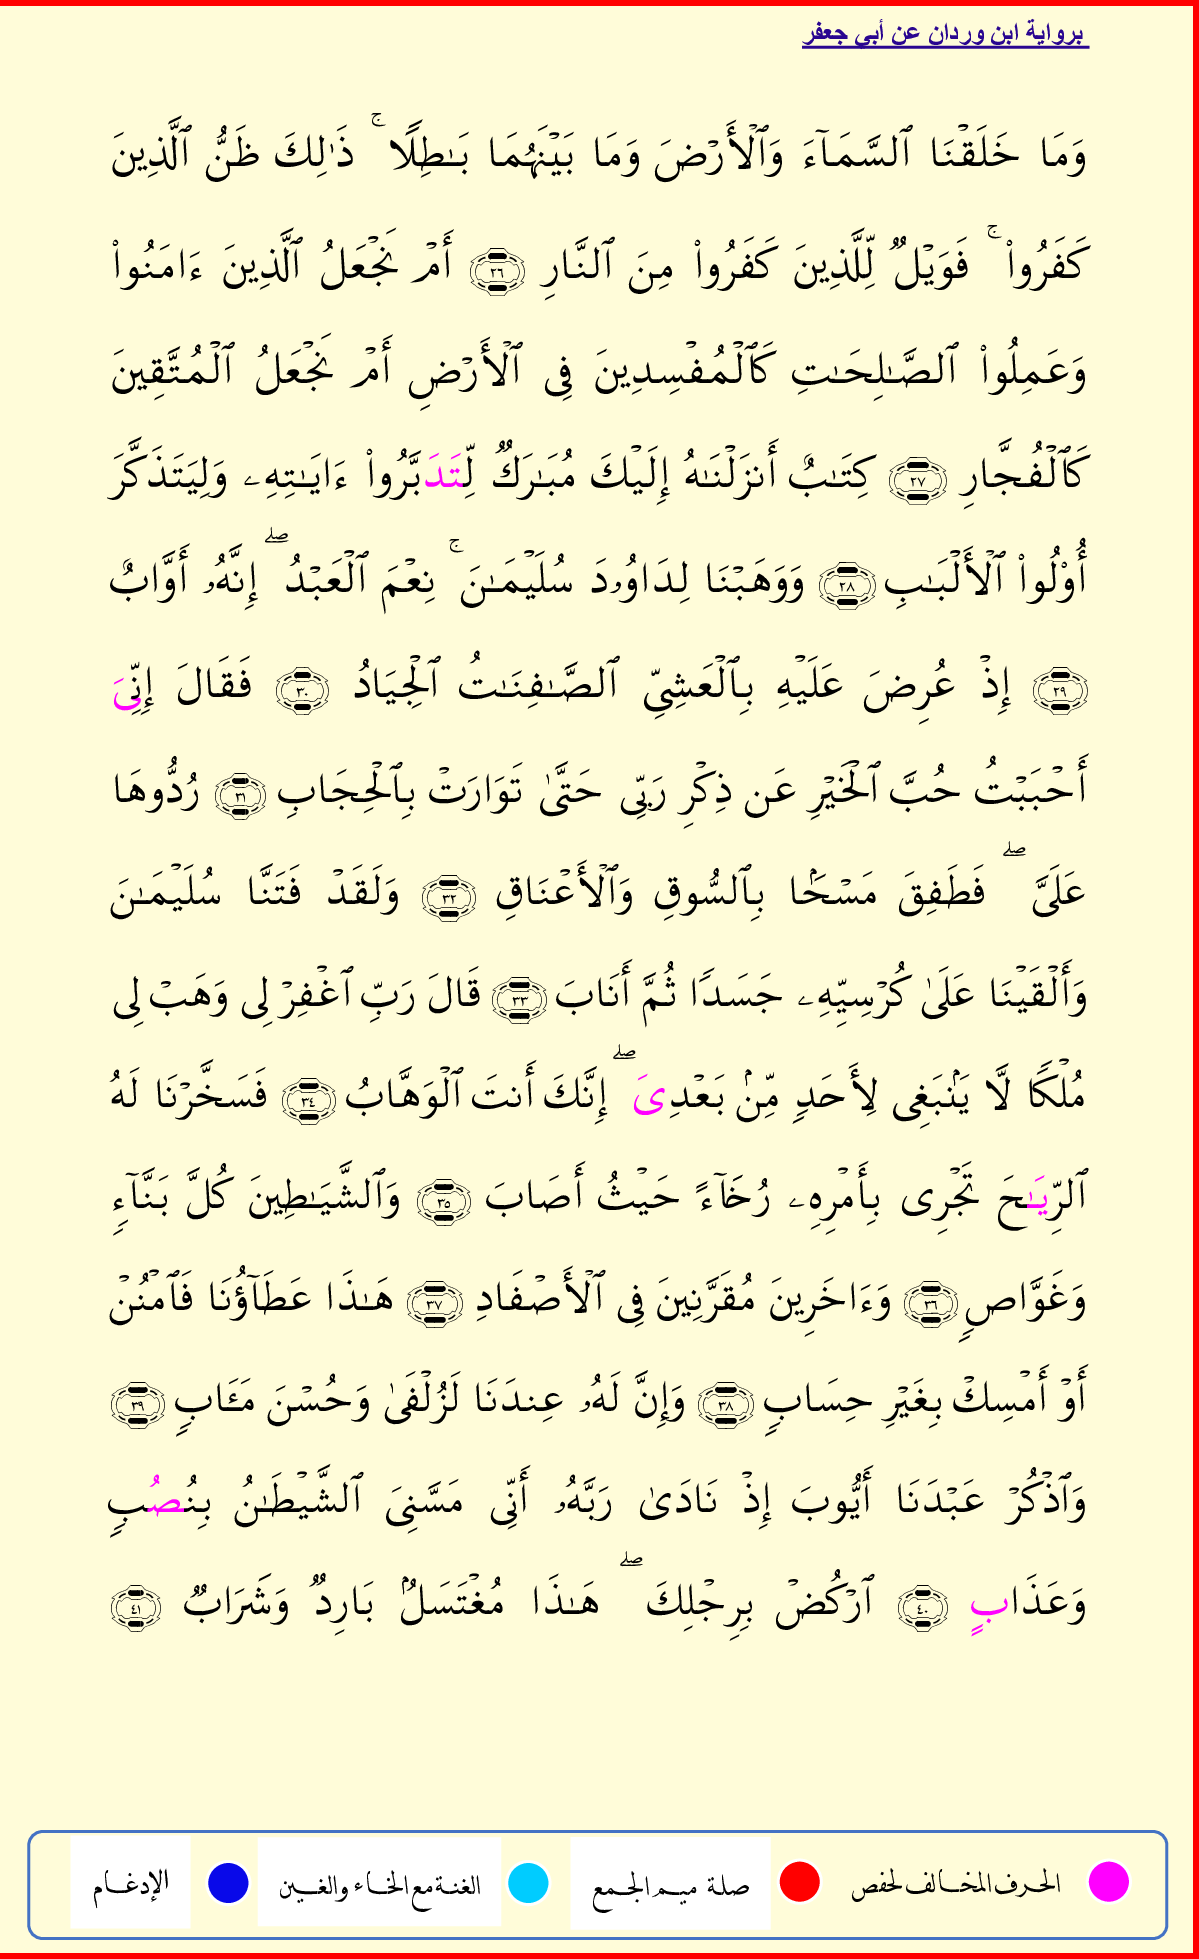 برواية ابن وردان عن أبي جعفر
وَمَا خَلَقْنَا ٱلسَّمَآءَ وَٱلْأَرْضَ وَمَا بَيْنَهُمَا بَٰطِلًا ۚ ذَٰلِكَ ظَنُّ ٱلَّذِينَ
كَفَرُوا۟ ۚ فَوَيْلٌ لِّلَّذِينَ كَفَرُوا۟ مِنَ ٱلنَّارِ ٢٦ أَمْ نَجْعَلُ ٱلَّذِينَ ءَامَنُوا۟
وَعَمِلُوا۟ ٱلصَّٰلِحَٰتِ كَٱلْمُفْسِدِينَ فِى ٱلْأَرْضِ أَمْ نَجْعَلُ ٱلْمُتَّقِينَ
كَٱلْفُجَّارِ ٢٧ كِتَٰبٌ أَنزَلْنَٰهُ إِلَيْكَ مُبَٰرَكٌ لِّتَدَبَّرُوا۟ ءَايَٰتِهِۦ وَلِيَتَذَكَّرَ
أُو۟لُوا۟ ٱلْأَلْبَٰبِ ٢٨ وَوَهَبْنَا لِدَاوُۥدَ سُلَيْمَٰنَ ۚ نِعْمَ ٱلْعَبْدُ ۖ إِنَّهُۥ أَوَّابٌ
٢٩ إِذْ عُرِضَ عَلَيْهِ بِٱلْعَشِىِّ ٱلصَّٰفِنَٰتُ ٱلْجِيَادُ ٣٠ فَقَالَ إِنِّىَ
أَحْبَبْتُ حُبَّ ٱلْخَيْرِ عَن ذِكْرِ رَبِّى حَتَّىٰ تَوَارَتْ بِٱلْحِجَابِ ٣١ رُدُّوهَا
عَلَىَّ ۖ فَطَفِقَ مَسْحًۢا بِٱلسُّوقِ وَٱلْأَعْنَاقِ ٣٢ وَلَقَدْ فَتَنَّا سُلَيْمَٰنَ
وَأَلْقَيْنَا عَلَىٰ كُرْسِيِّهِۦ جَسَدًا ثُمَّ أَنَابَ ٣٣ قَالَ رَبِّ ٱغْفِرْ لِى وَهَبْ لِى
مُلْكًا لَّا يَنۢبَغِى لِأَحَدٍ مِّنۢ بَعْدِىَ ۖ إِنَّكَ أَنتَ ٱلْوَهَّابُ ٣٤ فَسَخَّرْنَا لَهُ
ٱلرِّيَٰحَ تَجْرِى بِأَمْرِهِۦ رُخَآءً حَيْثُ أَصَابَ ٣٥ وَٱلشَّيَٰطِينَ كُلَّ بَنَّآءٍ
وَغَوَّاصٍ ٣٦ وَءَاخَرِينَ مُقَرَّنِينَ فِى ٱلْأَصْفَادِ ٣٧ هَٰذَا عَطَآؤُنَا فَٱمْنُنْ
أَوْ أَمْسِكْ بِغَيْرِ حِسَابٍ ٣٨ وَإِنَّ لَهُۥ عِندَنَا لَزُلْفَىٰ وَحُسْنَ مَـَٔابٍ ٣٩
وَٱذْكُرْ عَبْدَنَا أَيُّوبَ إِذْ نَادَىٰ رَبَّهُۥ أَنِّى مَسَّنِىَ ٱلشَّيْطَٰنُ بِنُصُبٍ
وَعَذَابٍ ٤٠ ٱرْكُضْ بِرِجْلِكَ ۖ هَٰذَا مُغْتَسَلٌۢ بَارِدٌ وَشَرَابٌ ٤١
الحرف المخالف لحفص
صلة ميم الجمع
الغنة مع الخاء والغين
الإدغام